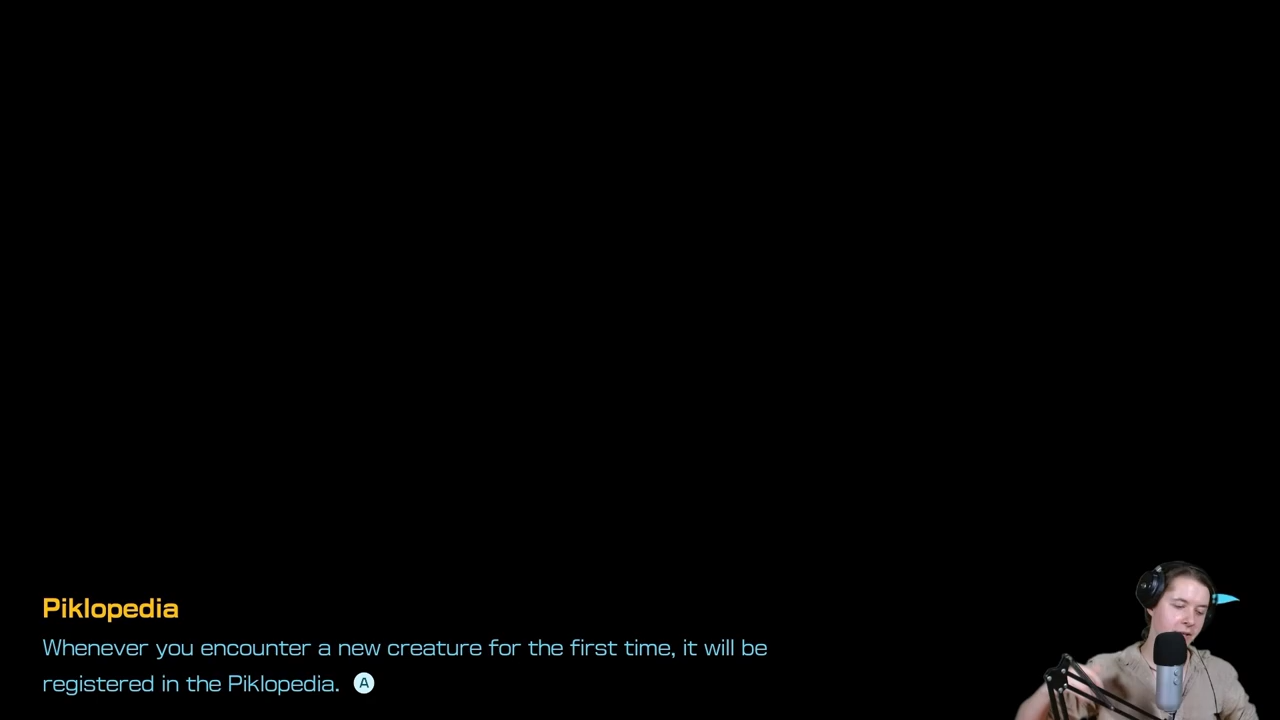 Piklopedia
Whenever you encounter a new creature for the first time, it will be
registered in the Piklopedia. A